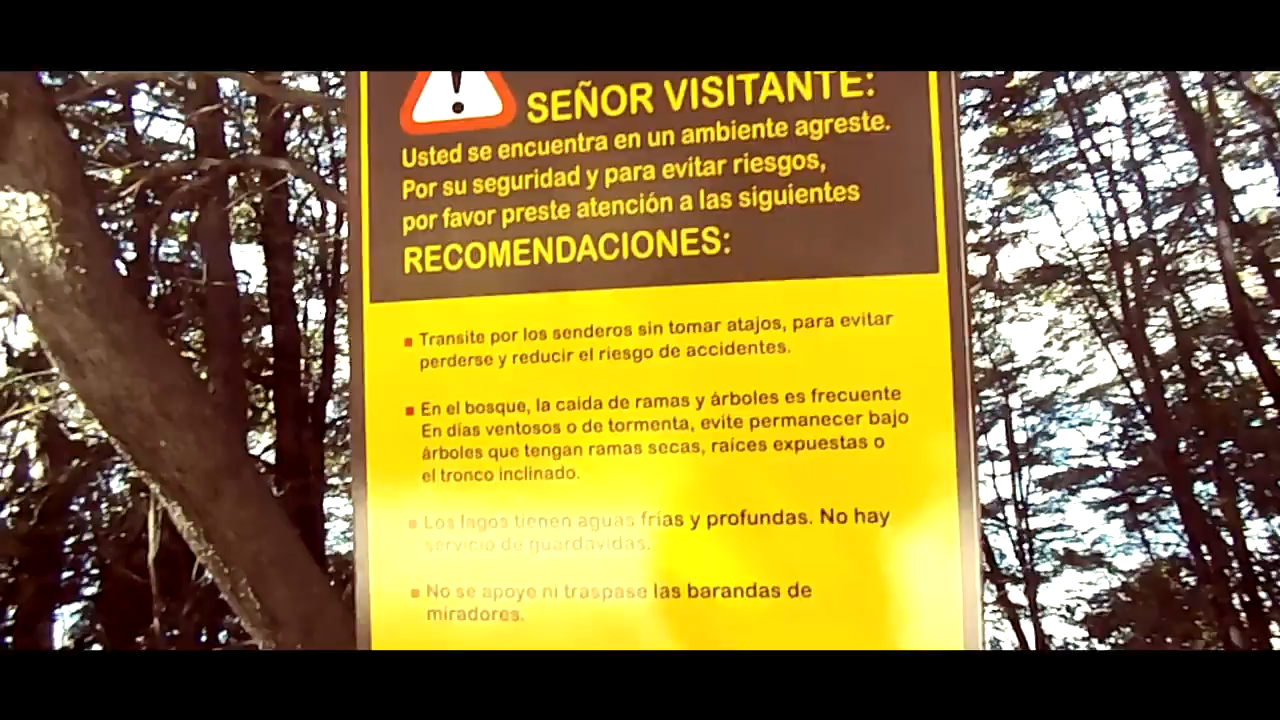 SEÑOR VISITANTE:
Usted se encuentra en un ambiente agreste.
Por su seguridad y para evitar riesgos,
por favor preste atención a las siguientes
RECOMENDACIONES:
Transite por los senderos sin tomar atajos, para evitar
perderse y reducir el riesgo de accidentes.
En el bosque, la caida de ramas y árboles es frecuente
En días ventosos o de tormenta, evite permanecer bajo
árboles que tengan ramas secas, raíces expuestas o
el tronco inclinado.
Los lagos tienen aguas frías y profundas. No hay
servicio de guardavidas.
No se apoye ni traspase las barandas de
miradores.